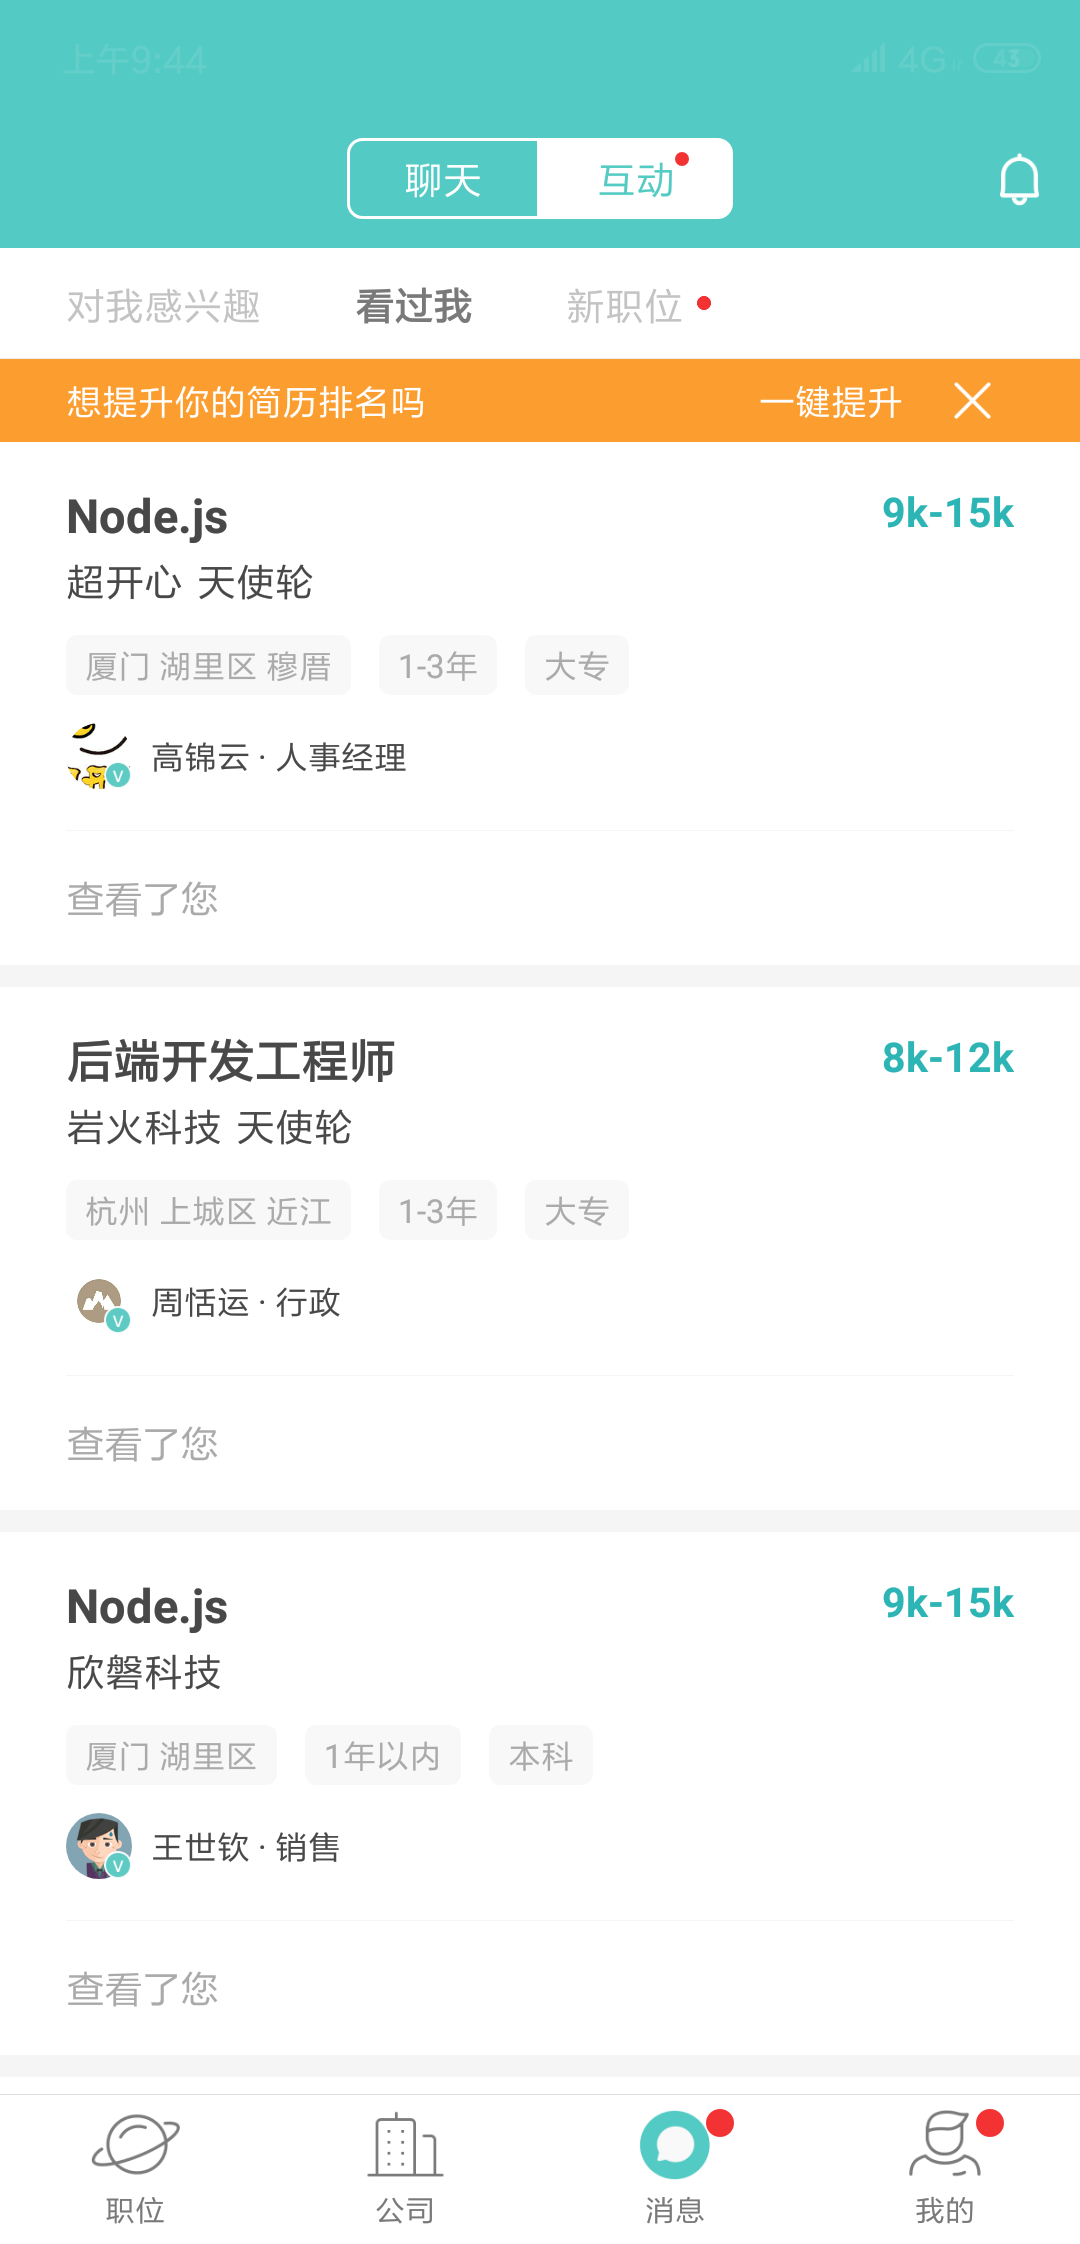 上午9:44 4G 43
聊天 互动
对我感兴趣 看过我 新职位
想提升你的简历排名吗 一键提升
Node.js 9k-15k
超开心 天使轮
厦门 湖里区 穆厝 1-3年 大专
高锦云 · 人事经理
查看了您
后端开发工程师 8k-12k
岩火科技 天使轮
杭州 上城区 近江 1-3年 大专
周恬运 · 行政
查看了您
Node.js 9k-15k
欣磐科技
厦门 湖里区 1年以内 本科
王世钦 · 销售
查看了您
职位 公司 消息 我的